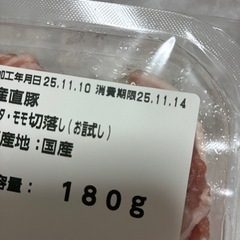 加工年月日25.11.10 消費期限25.11.14
産直豚
タ・モモ切落し(お試し)
産地:国産
容量: 180g